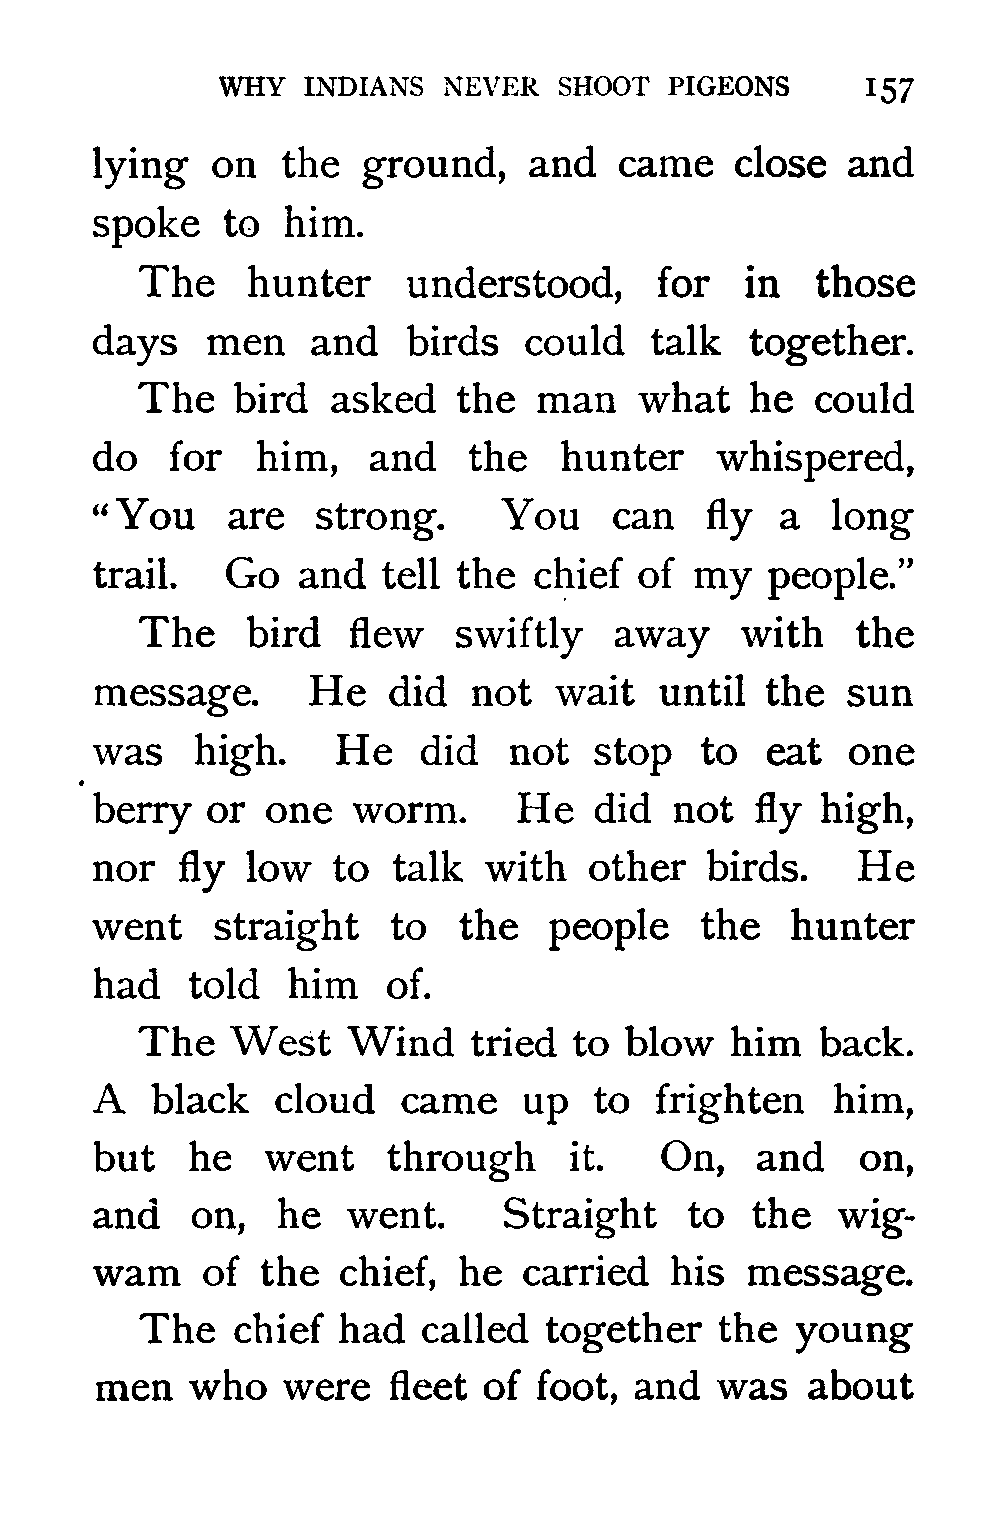 WHY INDIANS NEVER SHOOT PIGEONS 157
lying on the ground, and came close and
spoke to him.
The hunter understood, for in those
days men and birds could talk together.
The bird asked the man what he could
do for him, and the hunter whispered,
“You are strong. You can fly a long
trail. Go and tell the chief of my people.”
The bird flew swiftly away with the
message. He did not wait until the sun
was high. He did not stop to eat one
berry or one worm. He did not fly high,
nor fly low to talk with other birds. He
went straight to the people the hunter
had told him of.
The West Wind tried to blow him back.
A black cloud came up to frighten him,
but he went through it. On, and on,
and on, he went. Straight to the wig-
wam of the chief, he carried his message.
The chief had called together the young
men who were fleet of foot, and was about